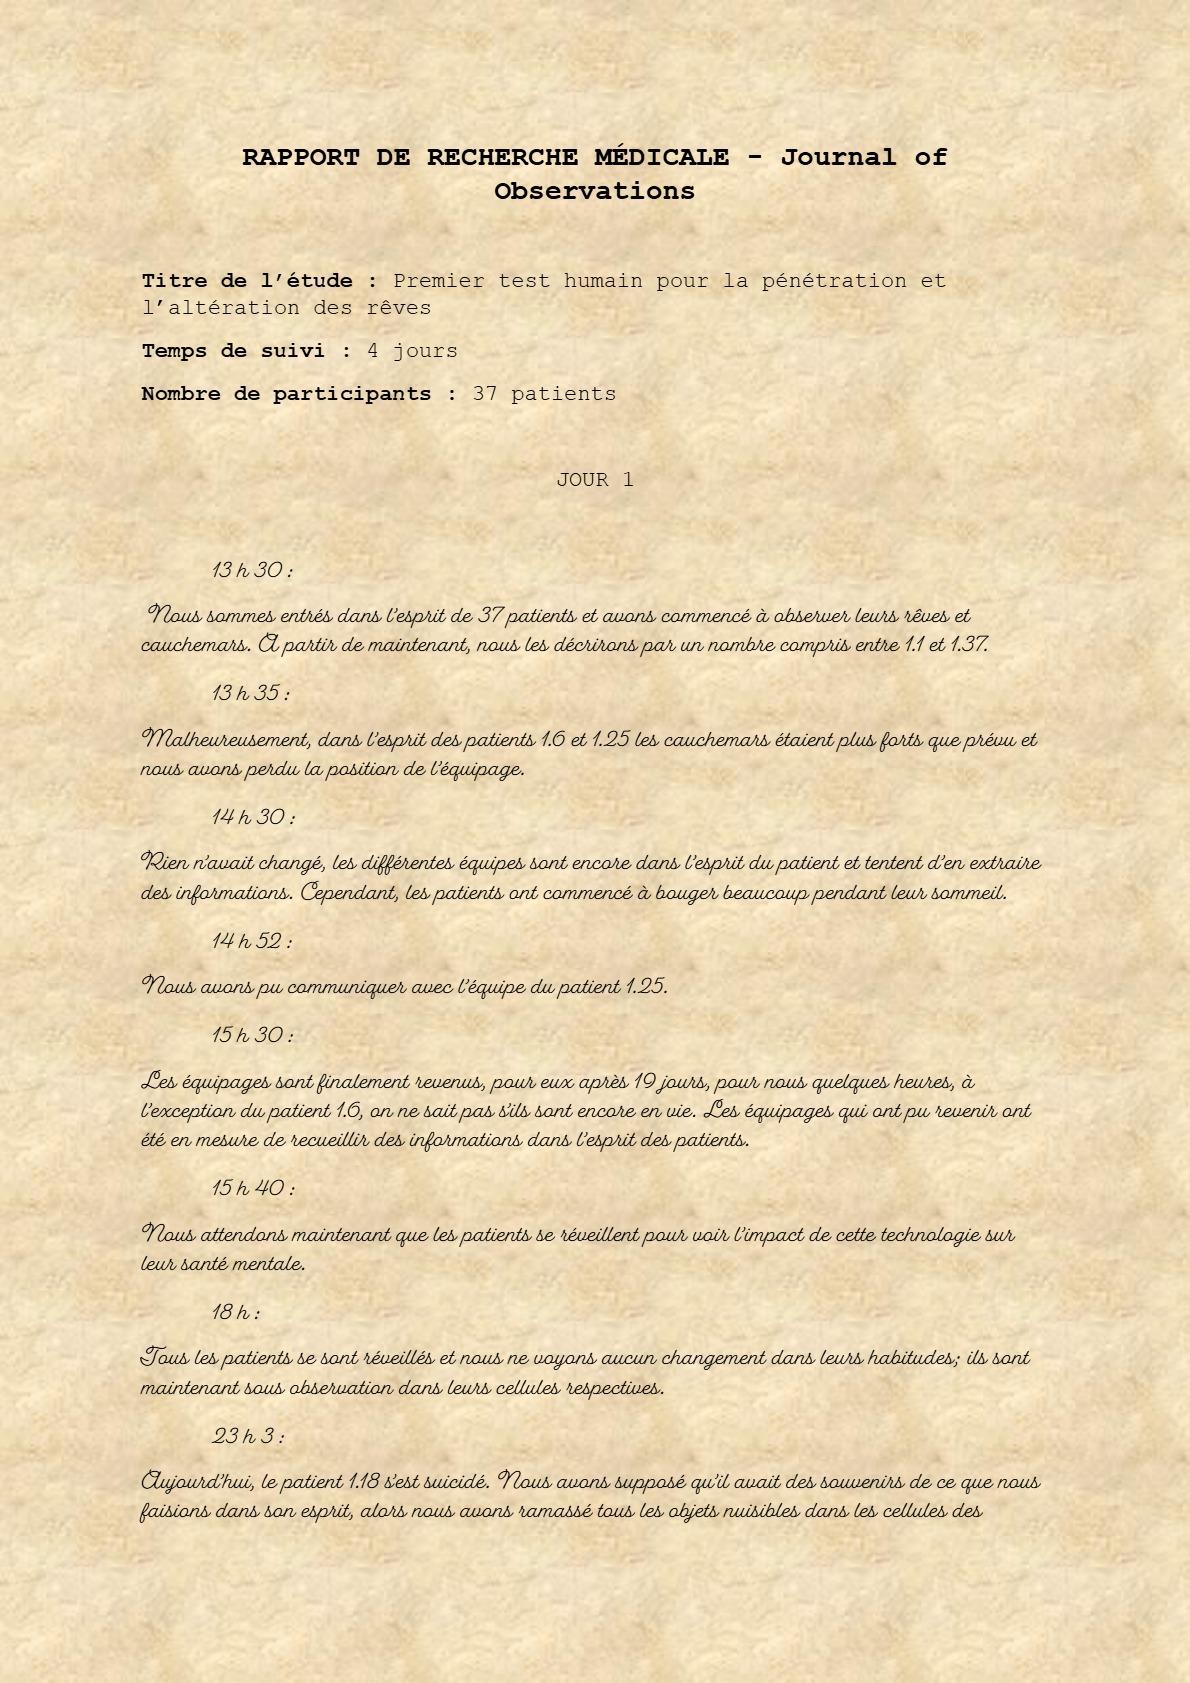 RAPPORT DE RECHERCHE MÉDICALE - Journal of
Observations
Titre de l’étude : Premier test humain pour la pénétration et
l’altération des rêves
Temps de suivi : 4 jours
Nombre de participants : 37 patients
JOUR 1
13 h 30 :
Nous sommes entrés dans l’esprit de 37 patients et avons commencé à observer leurs rêves et
cauchemars. À partir de maintenant, nous les décrirons par un nombre compris entre 1.1 et 1.37.
13 h 35 :
Malheureusement, dans l’esprit des patients 1.6 et 1.25 les cauchemars étaient plus forts que prévu et
nous avons perdu la position de l’équipage.
14 h 30 :
Rien n’avait changé, les différentes équipes sont encore dans l’esprit du patient et tentent d’en extraire
des informations. Cependant, les patients ont commencé à bouger beaucoup pendant leur sommeil.
14 h 52 :
Nous avons pu communiquer avec l’équipe du patient 1.25.
15 h 30 :
Les équipages sont finalement revenus, pour eux après 19 jours, pour nous quelques heures, à
l’exception du patient 1.6, on ne sait pas s’ils sont encore en vie. Les équipages qui ont pu revenir ont
été en mesure de recueillir des informations dans l’esprit des patients.
15 h 40 :
Nous attendons maintenant que les patients se réveillent pour voir l’impact de cette technologie sur
leur santé mentale.
18 h :
Tous les patients se sont réveillés et nous ne voyons aucun changement dans leurs habitudes; ils sont
maintenant sous observation dans leurs cellules respectives.
23 h 3 :
Aujourd’hui, le patient 1.18 s’est suicidé. Nous avons supposé qu’il avait des souvenirs de ce que nous
faisions dans son esprit, alors nous avons ramassé tous les objets nuisibles dans les cellules des